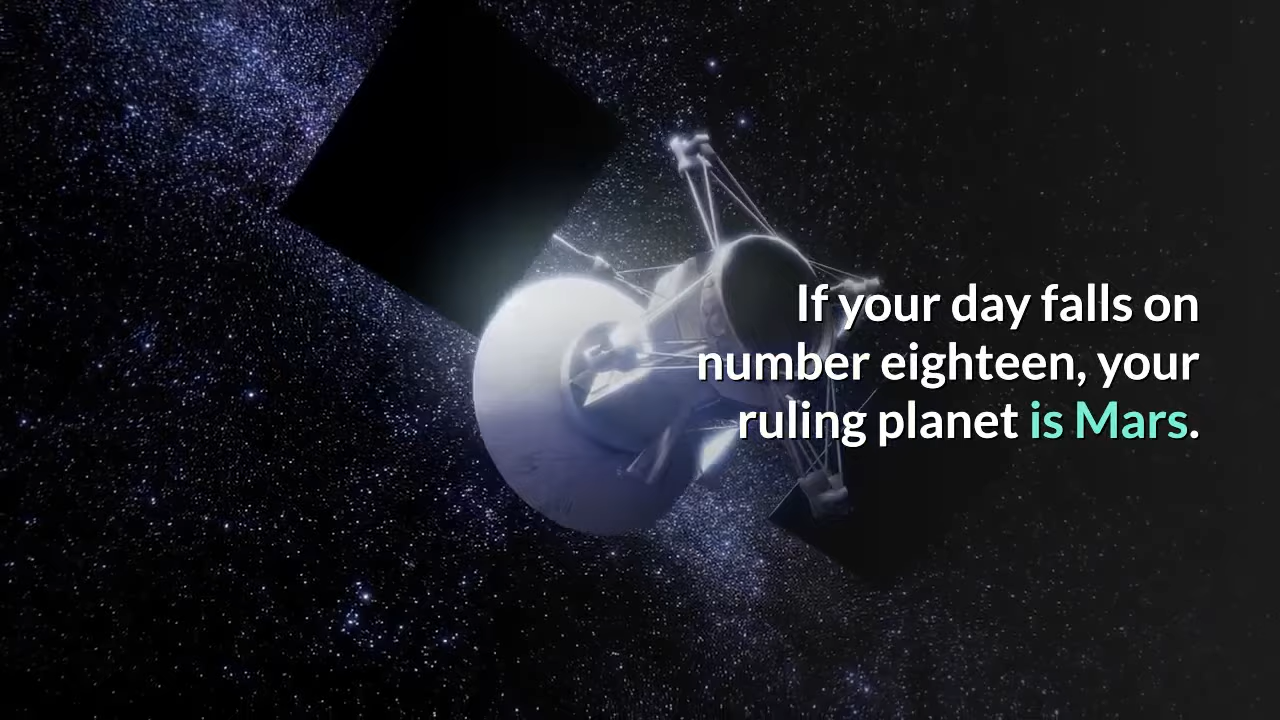 If your day falls on
number eighteen, your
ruling planet is Mars.